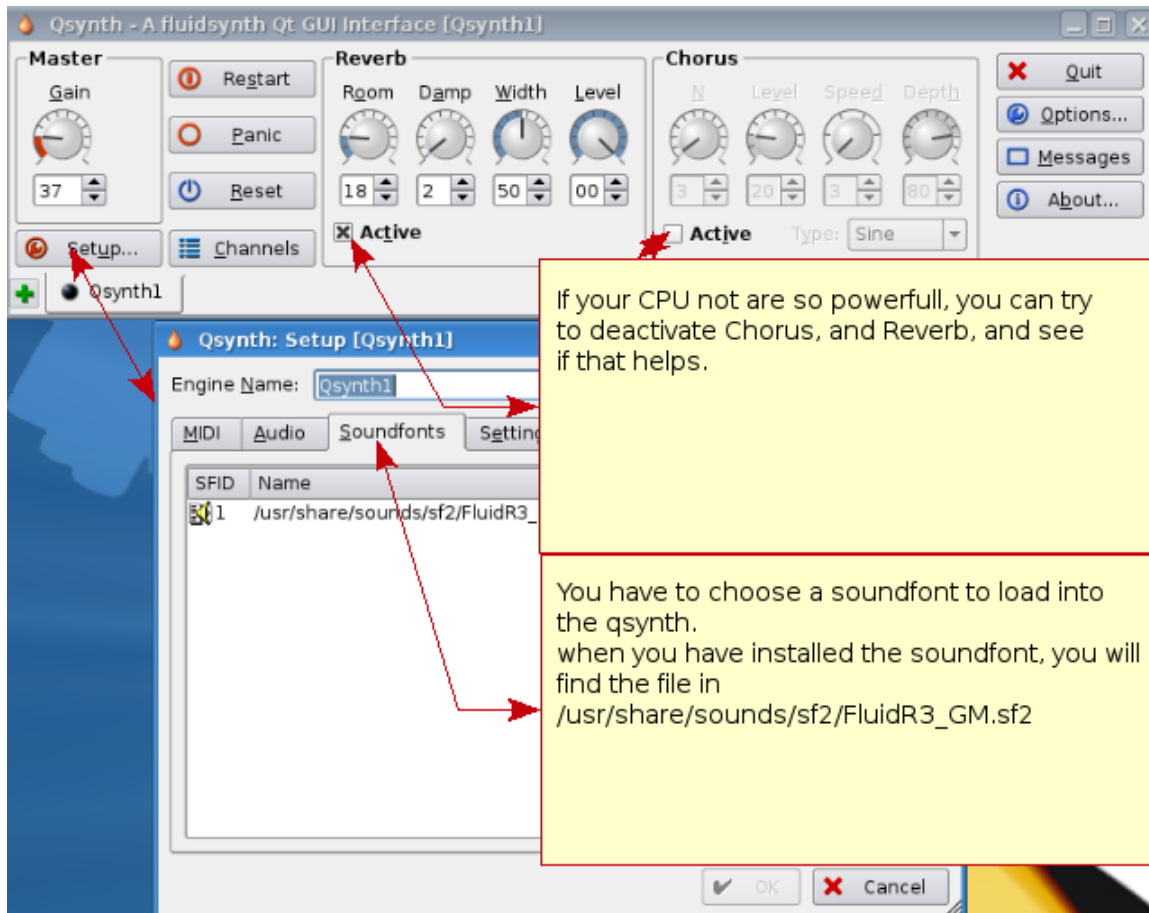 Qsynth - A fluidsynth Qt GUI Interface [Qsynth1]
Master
Gain
37
Restart
Panic
Reset
Setup...
Channels
Reverb
Room Damp Width Level
18 2 50 00
Active
Chorus
N Level Speed Depth
3 20 3 80
Active Type: Sine
Quit
Options...
Messages
About...
Qsynth1
If your CPU not are so powerfull, you can try
to deactivate Chorus, and Reverb, and see
if that helps.
Qsynth: Setup [Qsynth1]
Engine Name: Qsynth1
MIDI Audio Soundfonts Setting
SFID Name
1 /usr/share/sounds/sf2/FluidR3_
You have to choose a soundfont to load into
the qsynth.
when you have installed the soundfont, you will
find the file in
/usr/share/sounds/sf2/FluidR3_GM.sf2
OK Cancel